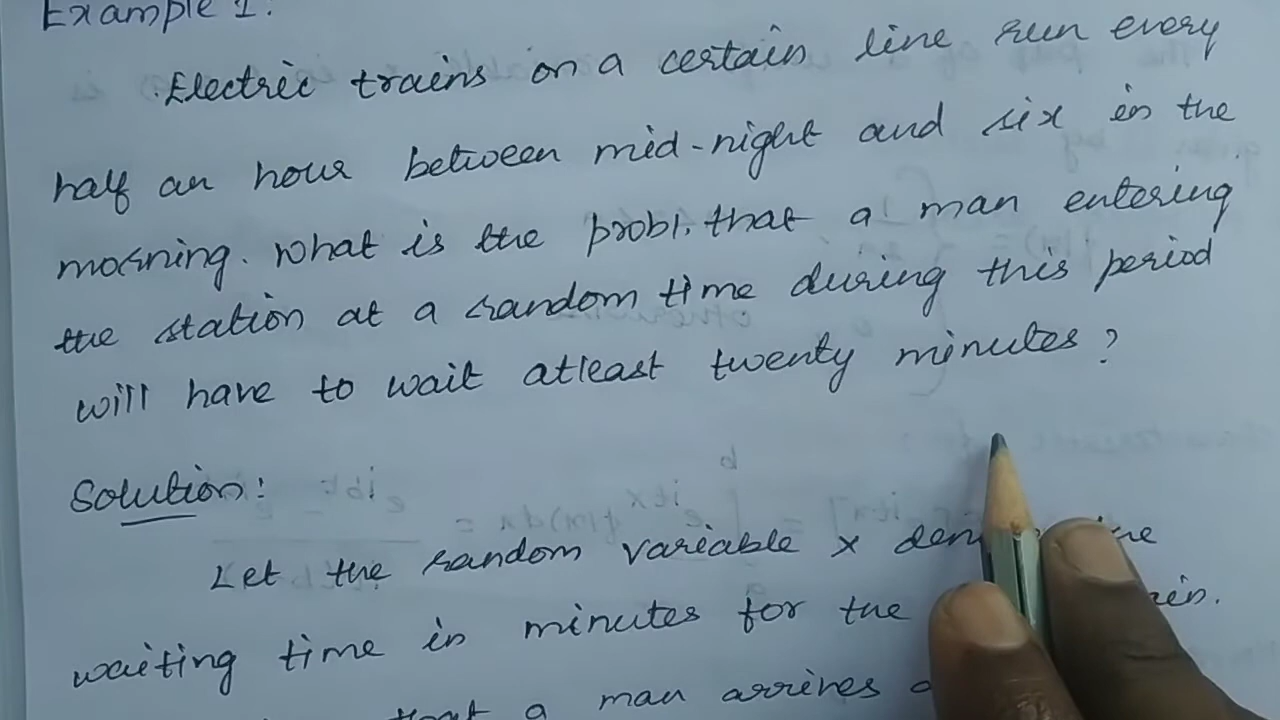 Example 1:
Electric trains on a certain line run every
half an hour between mid-night and six in the
morning. What is the probl. that a man entering
the station at a random time during this period
will have to wait atleast twenty minutes?
Solution:
Let the random variable x
waiting time in minutes for the
a man arrives